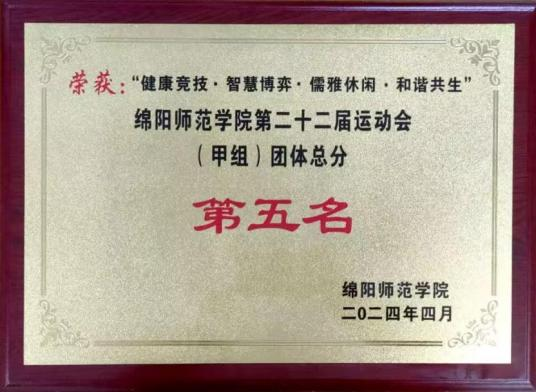 荣获：“健康竞技·智慧博弈·儒雅休闲·和谐共生”
绵阳师范学院第二十二届运动会
（甲组）团体总分
第五名
绵阳师范学院
二〇二四年四月